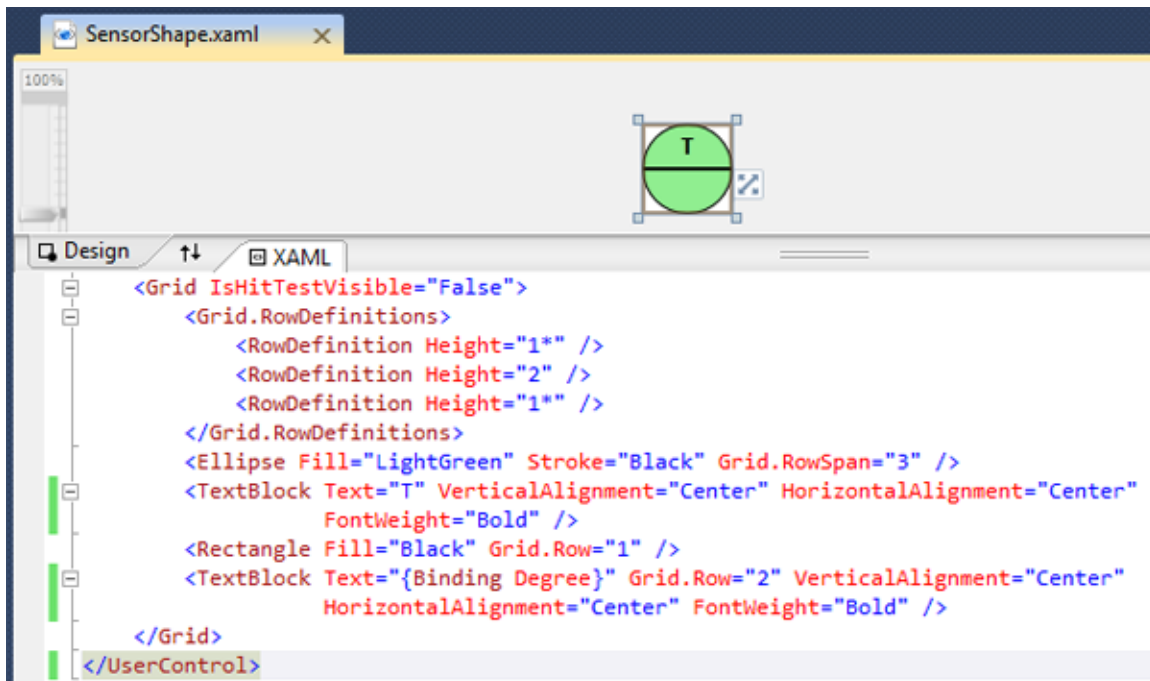 SensorShape.xaml
100%
T
Design
XAML
<Grid IsHitTestVisible="False">
<Grid.RowDefinitions>
<RowDefinition Height="1*" />
<RowDefinition Height="2" />
<RowDefinition Height="1*" />
</Grid.RowDefinitions>
<Ellipse Fill="LightGreen" Stroke="Black" Grid.RowSpan="3" />
<TextBlock Text="T" VerticalAlignment="Center" HorizontalAlignment="Center"
FontWeight="Bold" />
<Rectangle Fill="Black" Grid.Row="1" />
<TextBlock Text="{Binding Degree}" Grid.Row="2" VerticalAlignment="Center"
HorizontalAlignment="Center" FontWeight="Bold" />
</Grid>
</UserControl>